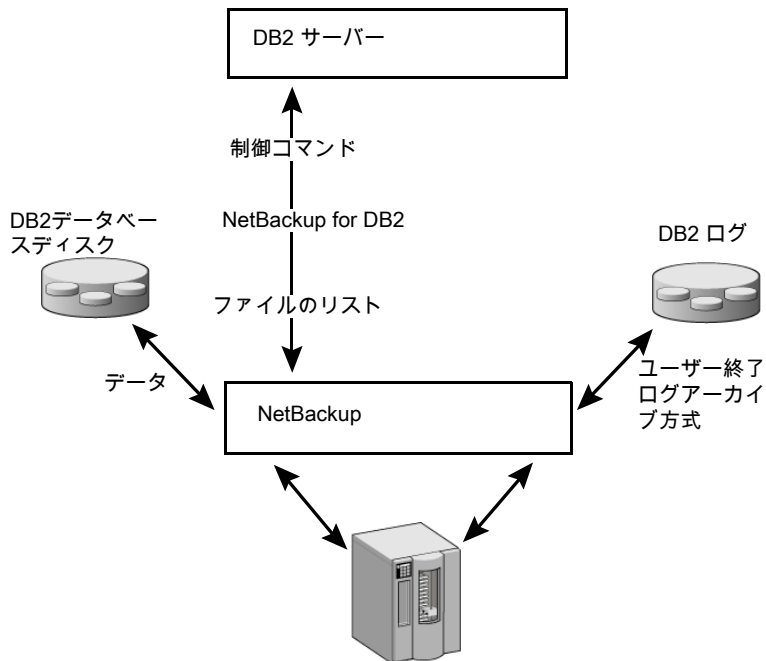 DB2 サーバー
制御コマンド
NetBackup for DB2
DB2データベー
スディスク
DB2 ログ
ファイルのリスト
データ
ユーザー終了
ログアーカイ
ブ方式
NetBackup